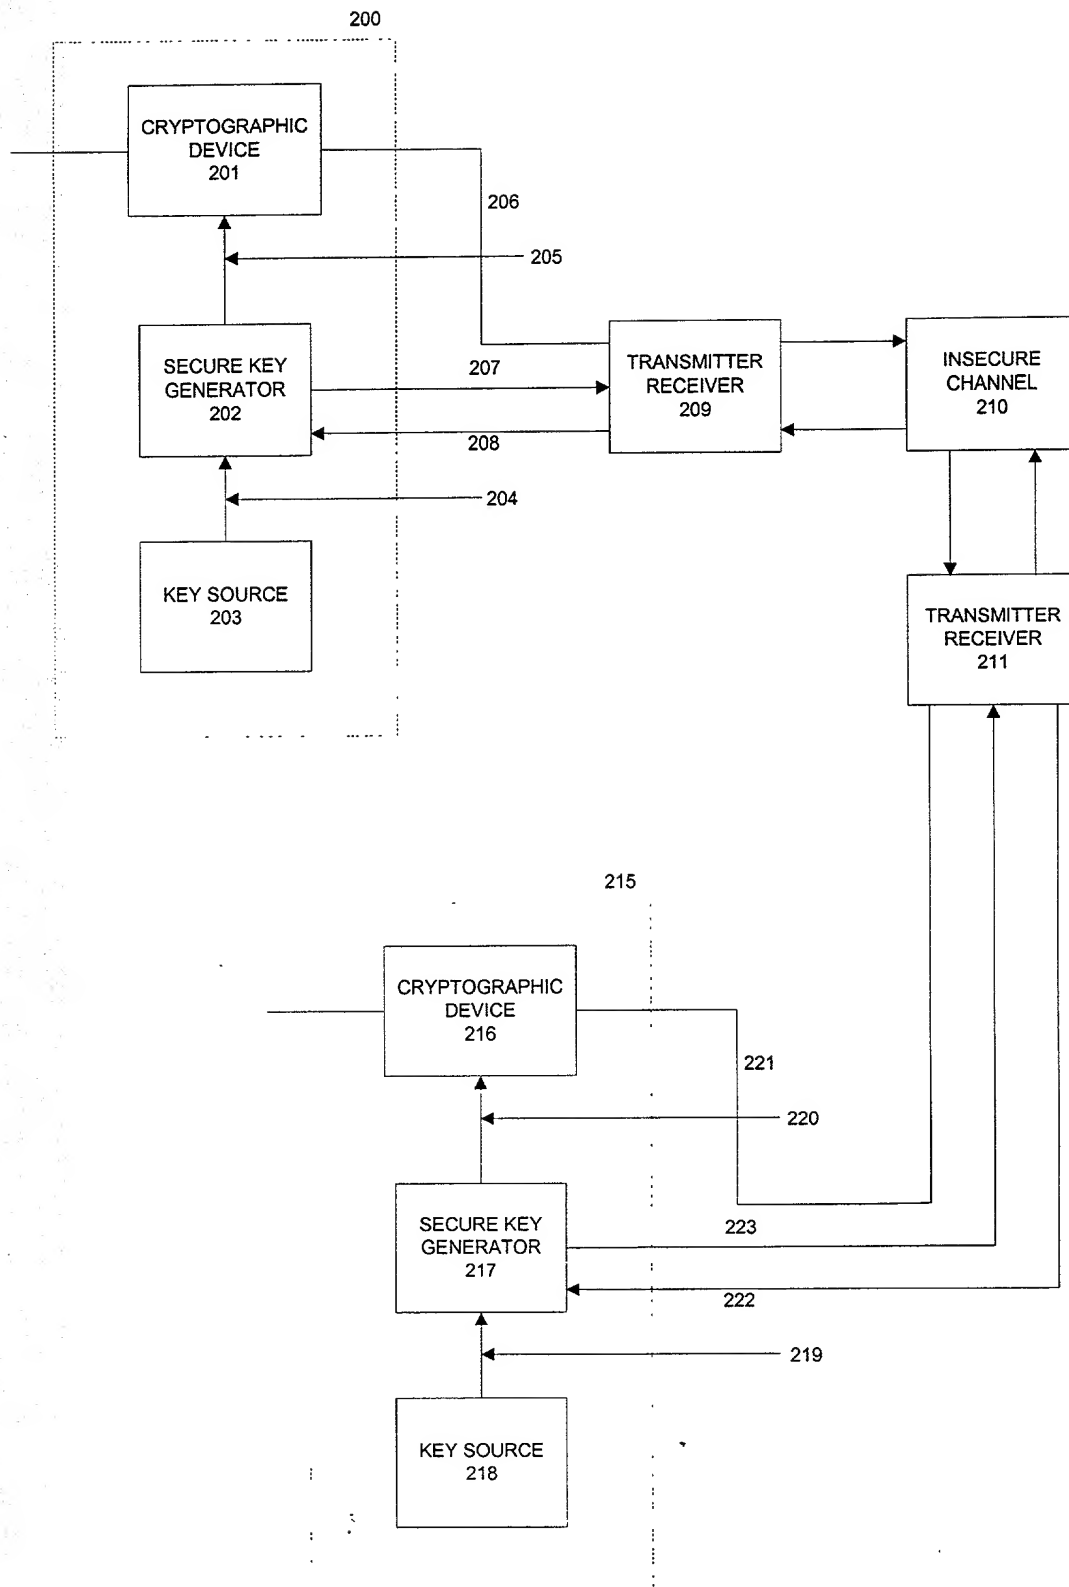 200
CRYPTOGRAPHIC
DEVICE
201
206
205
SECURE KEY
GENERATOR
202
207
208
TRANSMITTER
RECEIVER
209
INSECURE
CHANNEL
210
204
KEY SOURCE
203
TRANSMITTER
RECEIVER
211
215
CRYPTOGRAPHIC
DEVICE
216
221
220
SECURE KEY
GENERATOR
217
223
222
219
KEY SOURCE
218